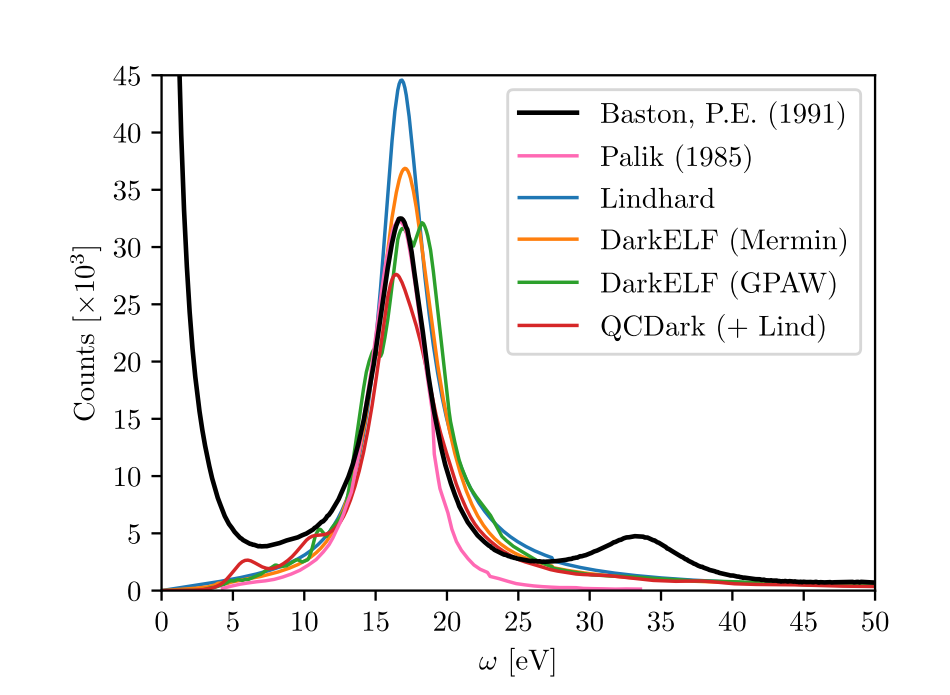 45
40
35
30
25
20
15
10
5
0
Counts [×10³]
Baston, P.E. (1991)
Palik (1985)
Lindhard
DarkELF (Mermin)
DarkELF (GPAW)
QCDark (+ Lind)
0 5 10 15 20 25 30 35 40 45 50
ω [eV]